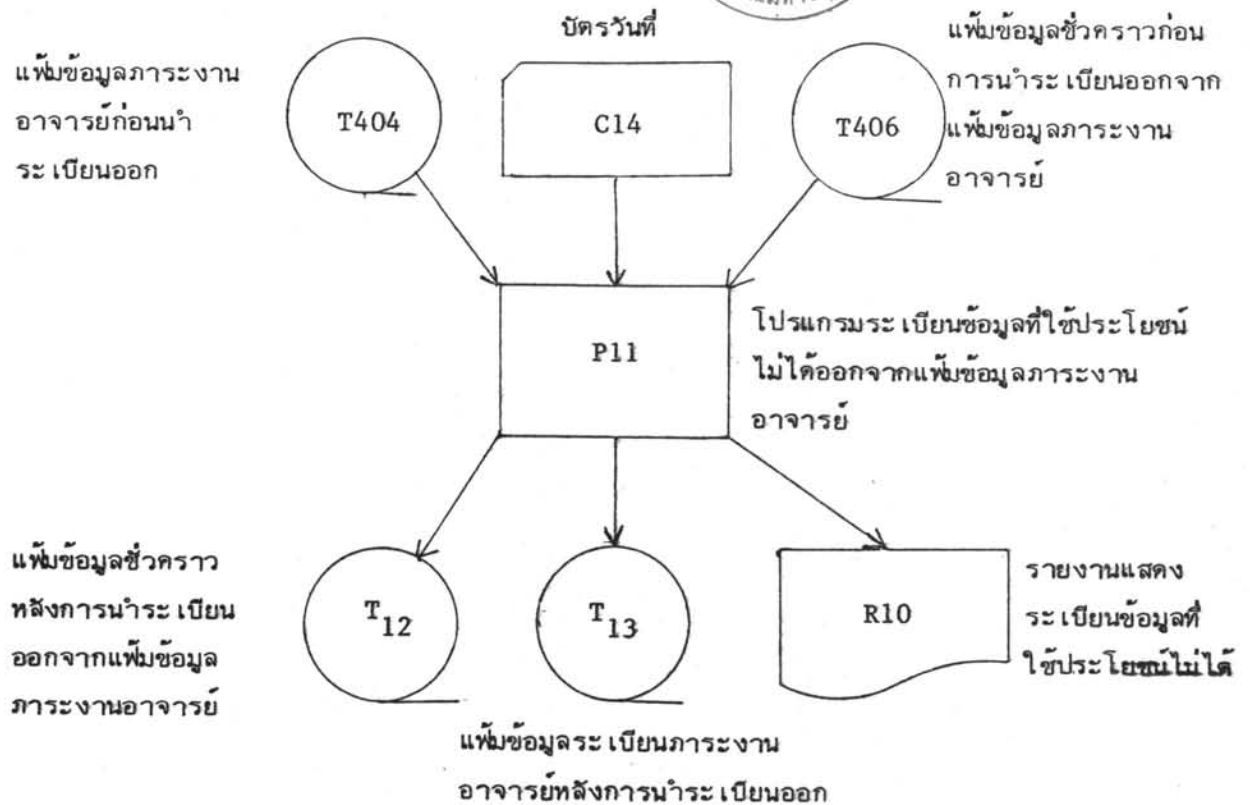 บัตรวันที่
แฟ้มข้อมูลภาระงาน
อาจารย์ก่อนนำ
ระเบียนออก
T404
C14
T406
แฟ้มข้อมูลชั่วคราวก่อน
การนำระเบียนออกจาก
แฟ้มข้อมูลภาระงาน
อาจารย์
P11
โปรแกรมระเบียนข้อมูลที่ใช้ประโยชน์
ไม่ได้ออกจากแฟ้มข้อมูลภาระงาน
อาจารย์
แฟ้มข้อมูลชั่วคราว
หลังการนำระเบียน
ออกจากแฟ้มข้อมูล
ภาระงานอาจารย์
T12
T13
R10
รายงานแสดง
ระเบียนข้อมูลที่
ใช้ประโยชน์ไม่ได้
แฟ้มข้อมูลระเบียนภาระงาน
อาจารย์หลังการนำระเบียนออก